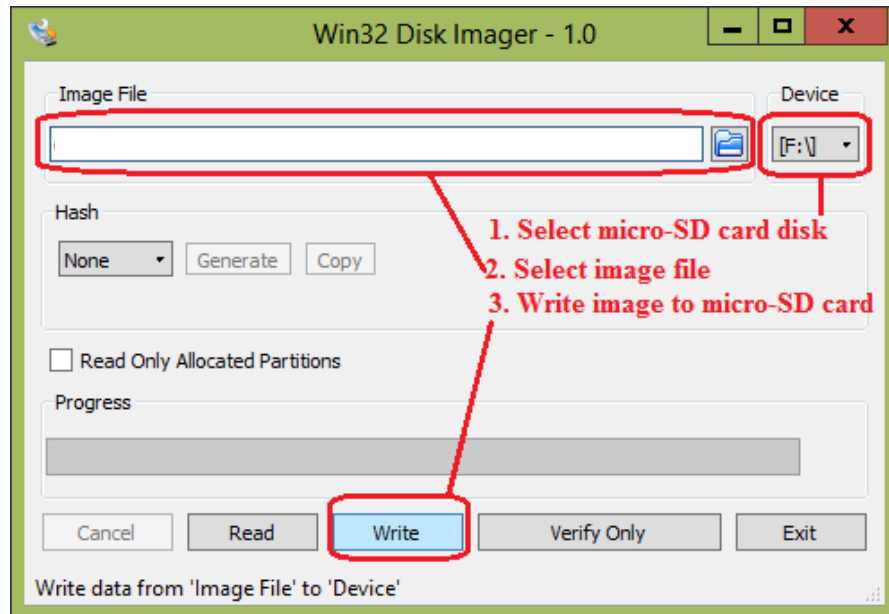 Win32 Disk Imager - 1.0
Image File
Device
[F:\]
Hash
None
Generate
Copy
1. Select micro-SD card disk
2. Select image file
3. Write image to micro-SD card
Read Only Allocated Partitions
Progress
Cancel
Read
Write
Verify Only
Exit
Write data from 'Image File' to 'Device'